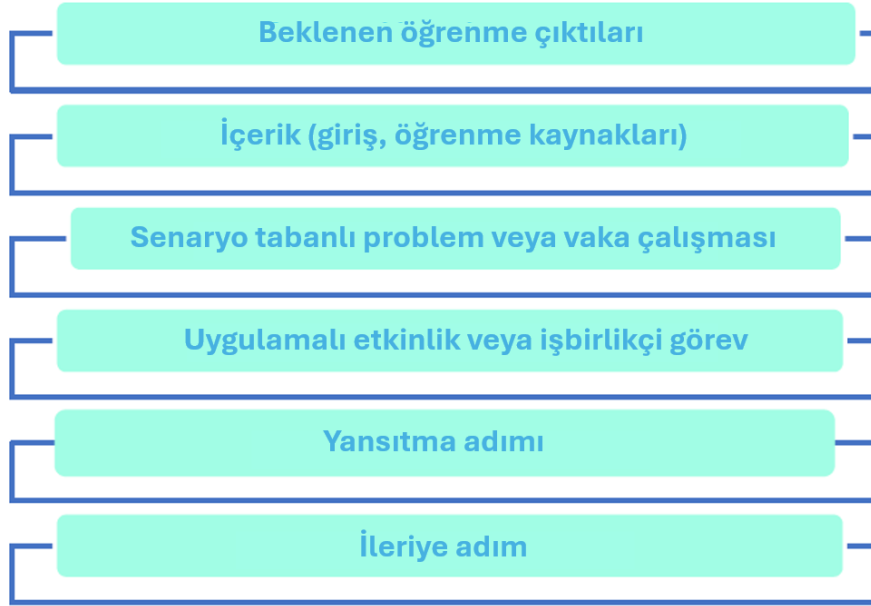 Beklenen öğrenme çıktıları
İçerik (giriş, öğrenme kaynakları)
Senaryo tabanlı problem veya vaka çalışması
Uygulamalı etkinlik veya işbirlikçi görev
Yansıtma adımı
İleriye adım